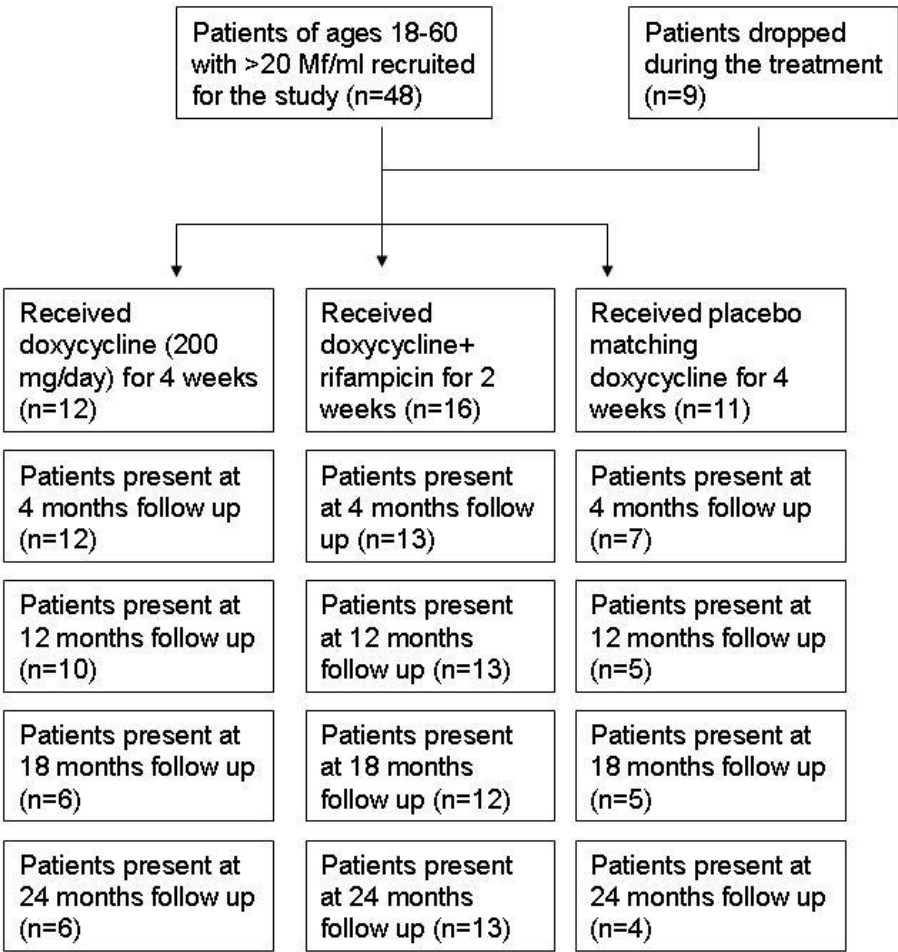 Patients of ages 18-60
with >20 Mf/ml recruited
for the study (n=48)
Patients dropped
during the treatment
(n=9)
Received
doxycycline (200
mg/day) for 4 weeks
(n=12)
Received
doxycycline+
rifampicin for 2
weeks (n=16)
Received placebo
matching
doxycycline for 4
weeks (n=11)
Patients present at
4 months follow up
(n=12)
Patients present
at 4 months follow
up (n=13)
Patients present at
4 months follow up
(n=7)
Patients present at
12 months follow up
(n=10)
Patients present
at 12 months
follow up (n=13)
Patients present at
12 months follow up
(n=5)
Patients present at
18 months follow up
(n=6)
Patients present
at 18 months
follow up (n=12)
Patients present at
18 months follow up
(n=5)
Patients present at
24 months follow up
(n=6)
Patients present
at 24 months
follow up (n=13)
Patients present at
24 months follow up
(n=4)